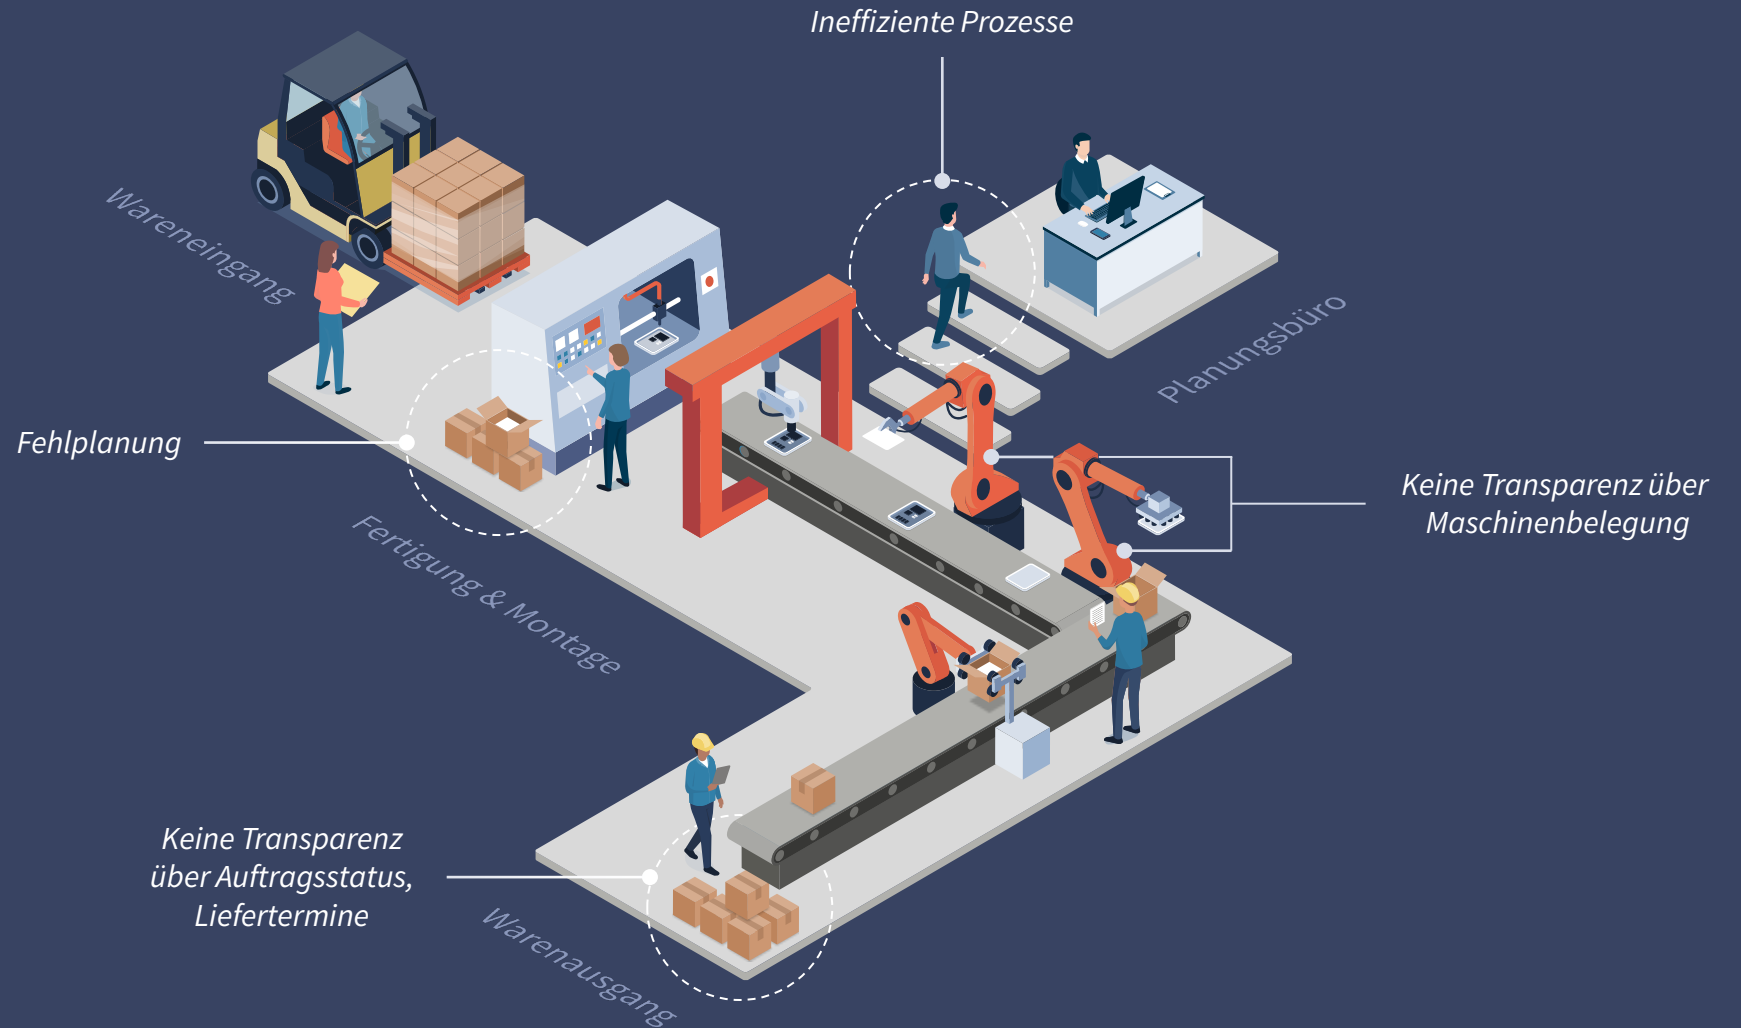 Ineffiziente Prozesse
Wareneingang
Planungsbüro
Fehlplanung
Keine Transparenz über
Maschinenbelegung
Fertigung & Montage
Keine Transparenz
über Auftragsstatus,
Liefertermine
Warenausgang